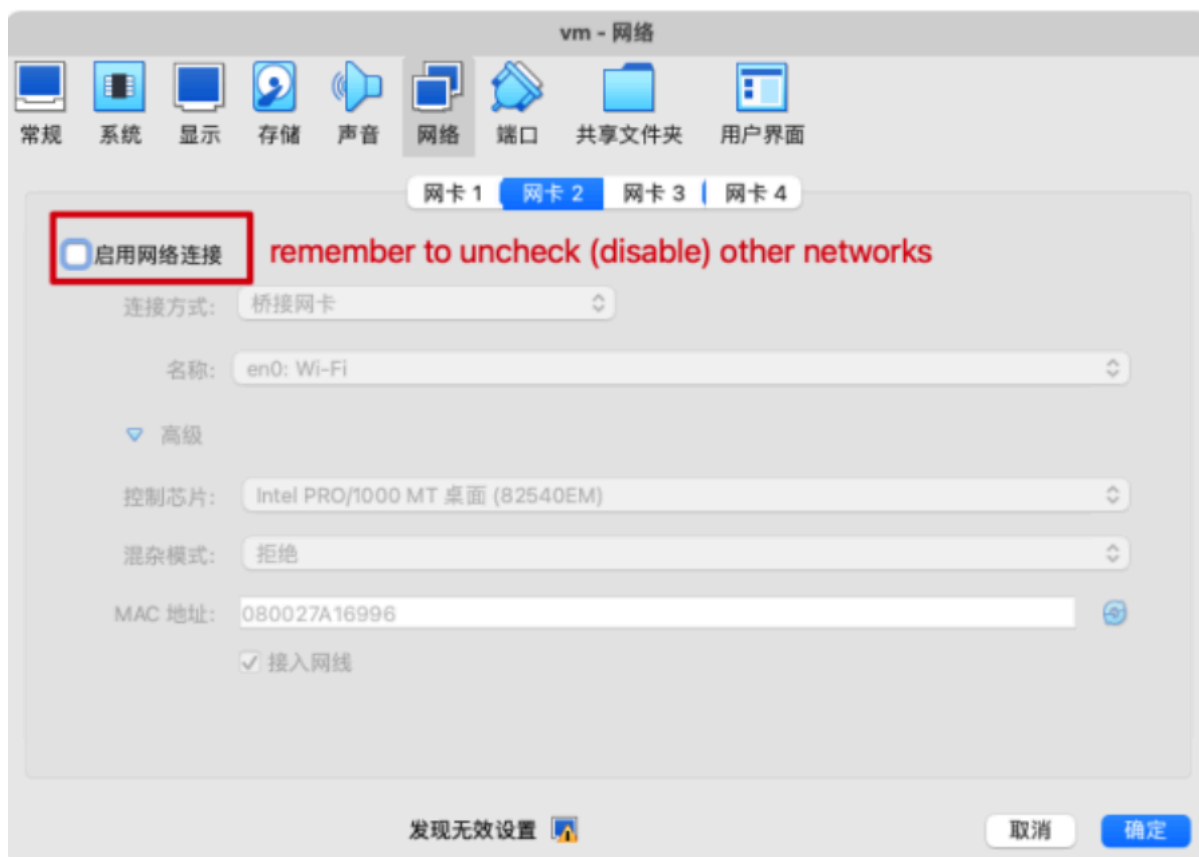 vm - 网络
常规 系统 显示 存储 声音 网络 端口 共享文件夹 用户界面
网卡 1 网卡 2 网卡 3 网卡 4
启用网络连接 remember to uncheck (disable) other networks
连接方式: 桥接网卡
名称: en0: Wi-Fi
高级
控制芯片: Intel PRO/1000 MT 桌面 (82540EM)
混杂模式: 拒绝
MAC 地址: 080027A16996
接入网线
发现无效设置 取消 确定